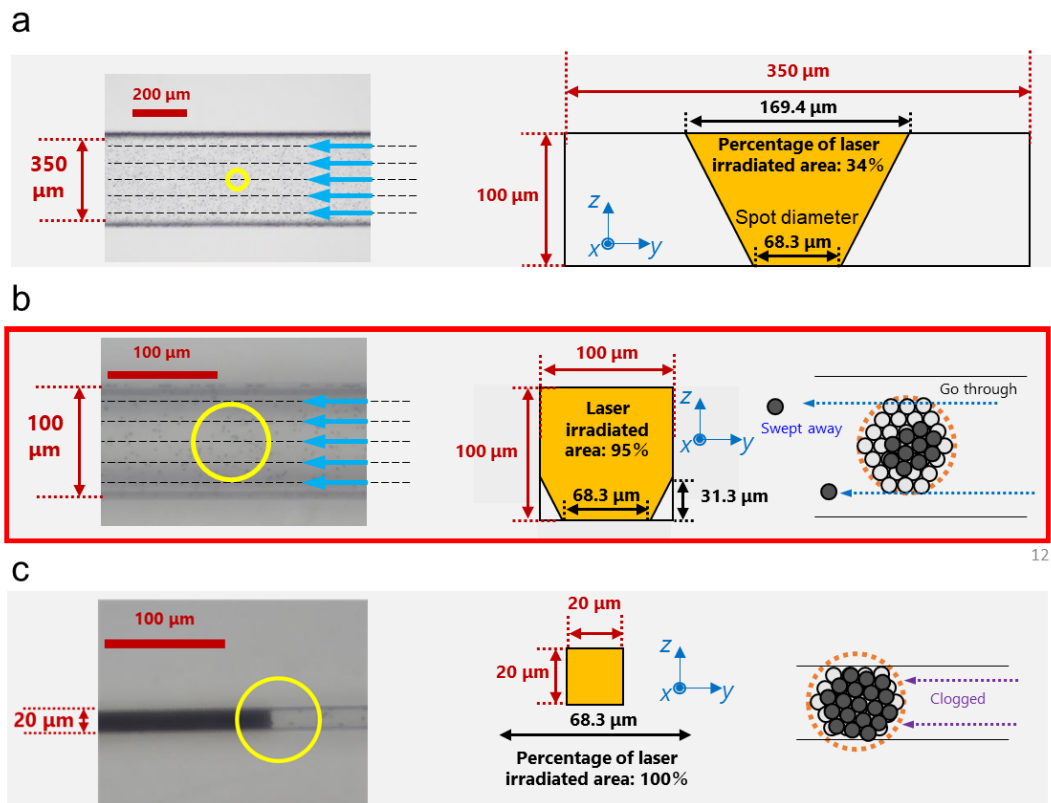 a
200 μm
350
μm
350 μm
169.4 μm
Percentage of laser
irradiated area: 34%
100 μm
Spot diameter
68.3 μm
z
x
y
b
100 μm
100
μm
100 μm
Laser
irradiated
area: 95%
100 μm
68.3 μm
31.3 μm
z
x
y
Go through
Swept away
12
c
100 μm
20 μm
20 μm
20 μm
68.3 μm
Percentage of laser
irradiated area: 100%
z
x
y
Clogged